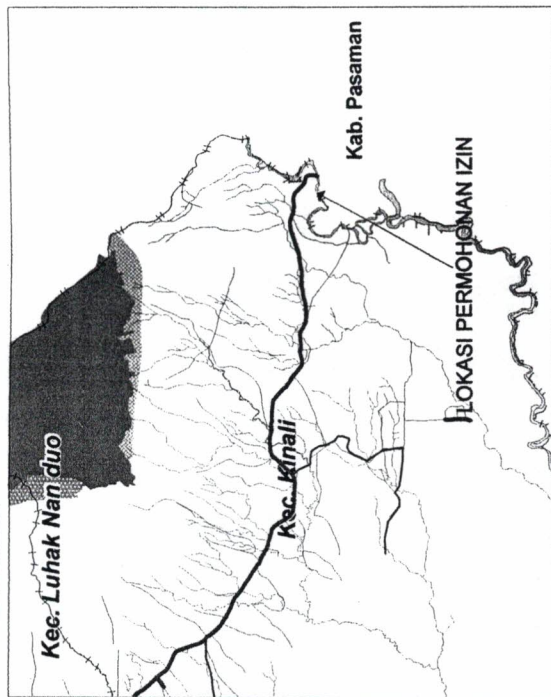 Kec. Luhak Nan duo
Kec. Kinali
Kab. Pasaman
LOKASI PERMOHONAN IZIN